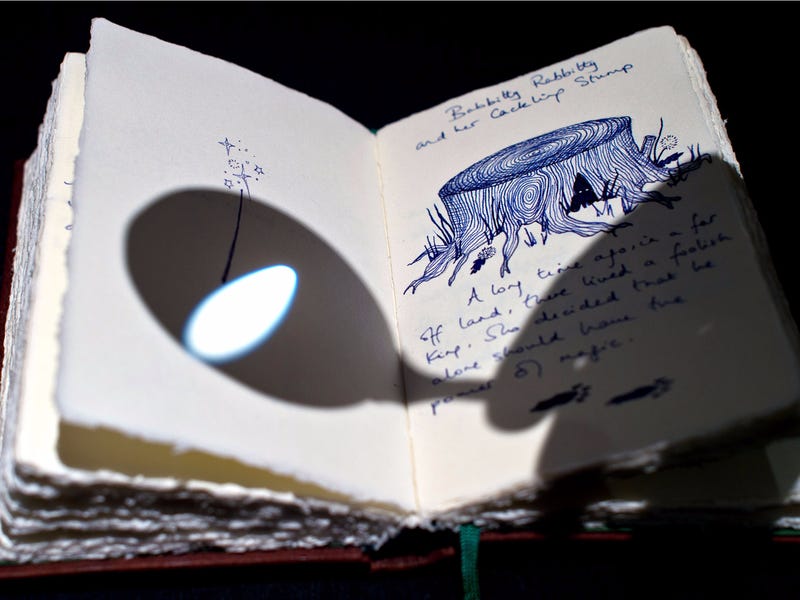 Babbitty Rabbitty
and her Cackling Stump
A long time ago, in a far
off land, there lived a foolish
King. She decided that he
alone should have the
power of magic.